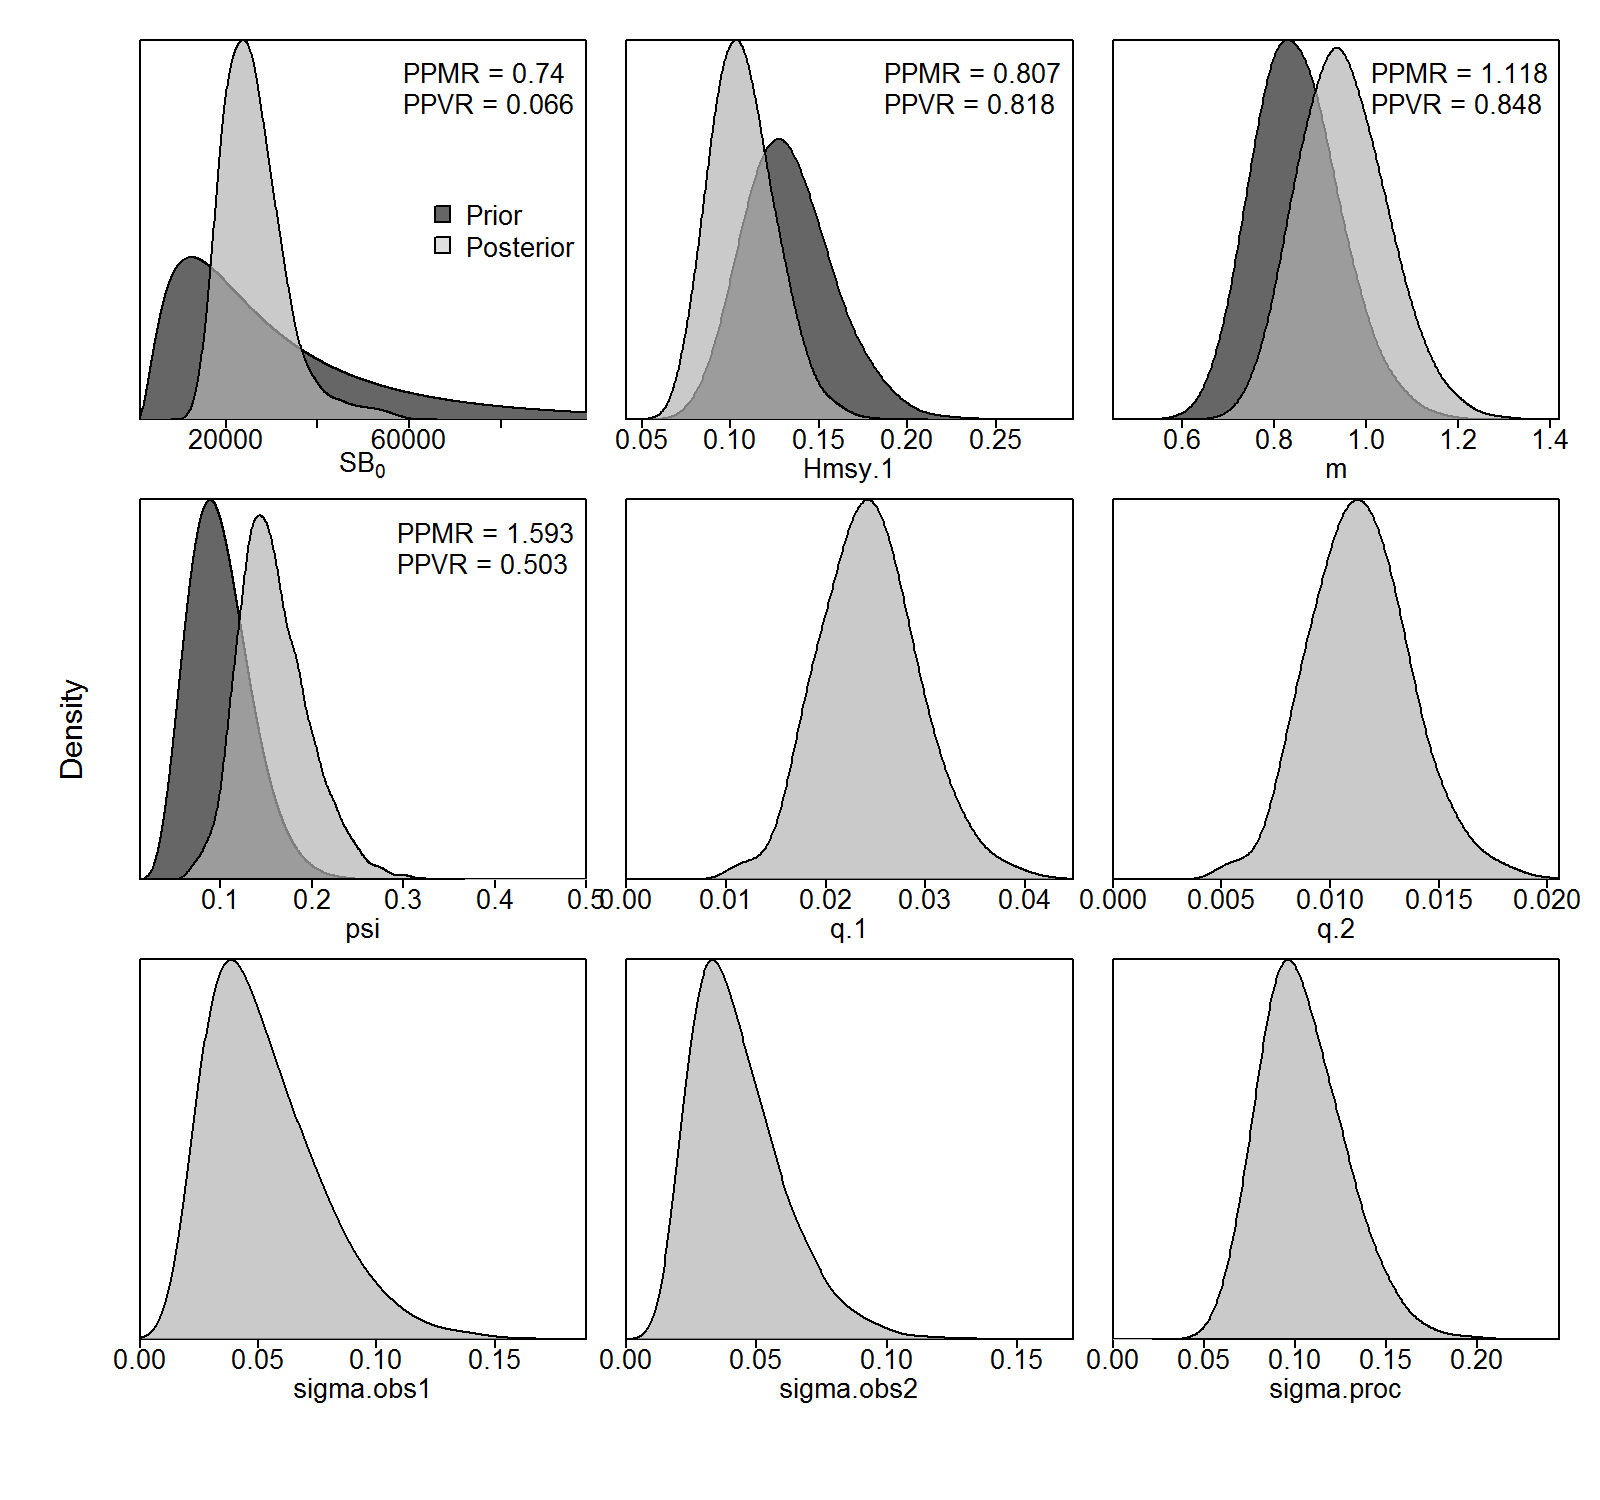 PPMR = 0.74
PPVR = 0.066
Prior
Posterior
20000 60000
SB₀
PPMR = 0.807
PPVR = 0.818
0.05 0.10 0.15 0.20 0.25
Hmsy.1
PPMR = 1.118
PPVR = 0.848
0.6 0.8 1.0 1.2 1.4
m
Density
PPMR = 1.593
PPVR = 0.503
0.1 0.2 0.3 0.4 0.5
psi
0.00 0.01 0.02 0.03 0.04
q.1
0.000 0.005 0.010 0.015 0.020
q.2
0.00 0.05 0.10 0.15
sigma.obs1
0.00 0.05 0.10 0.15
sigma.obs2
0.00 0.05 0.10 0.15 0.20
sigma.proc